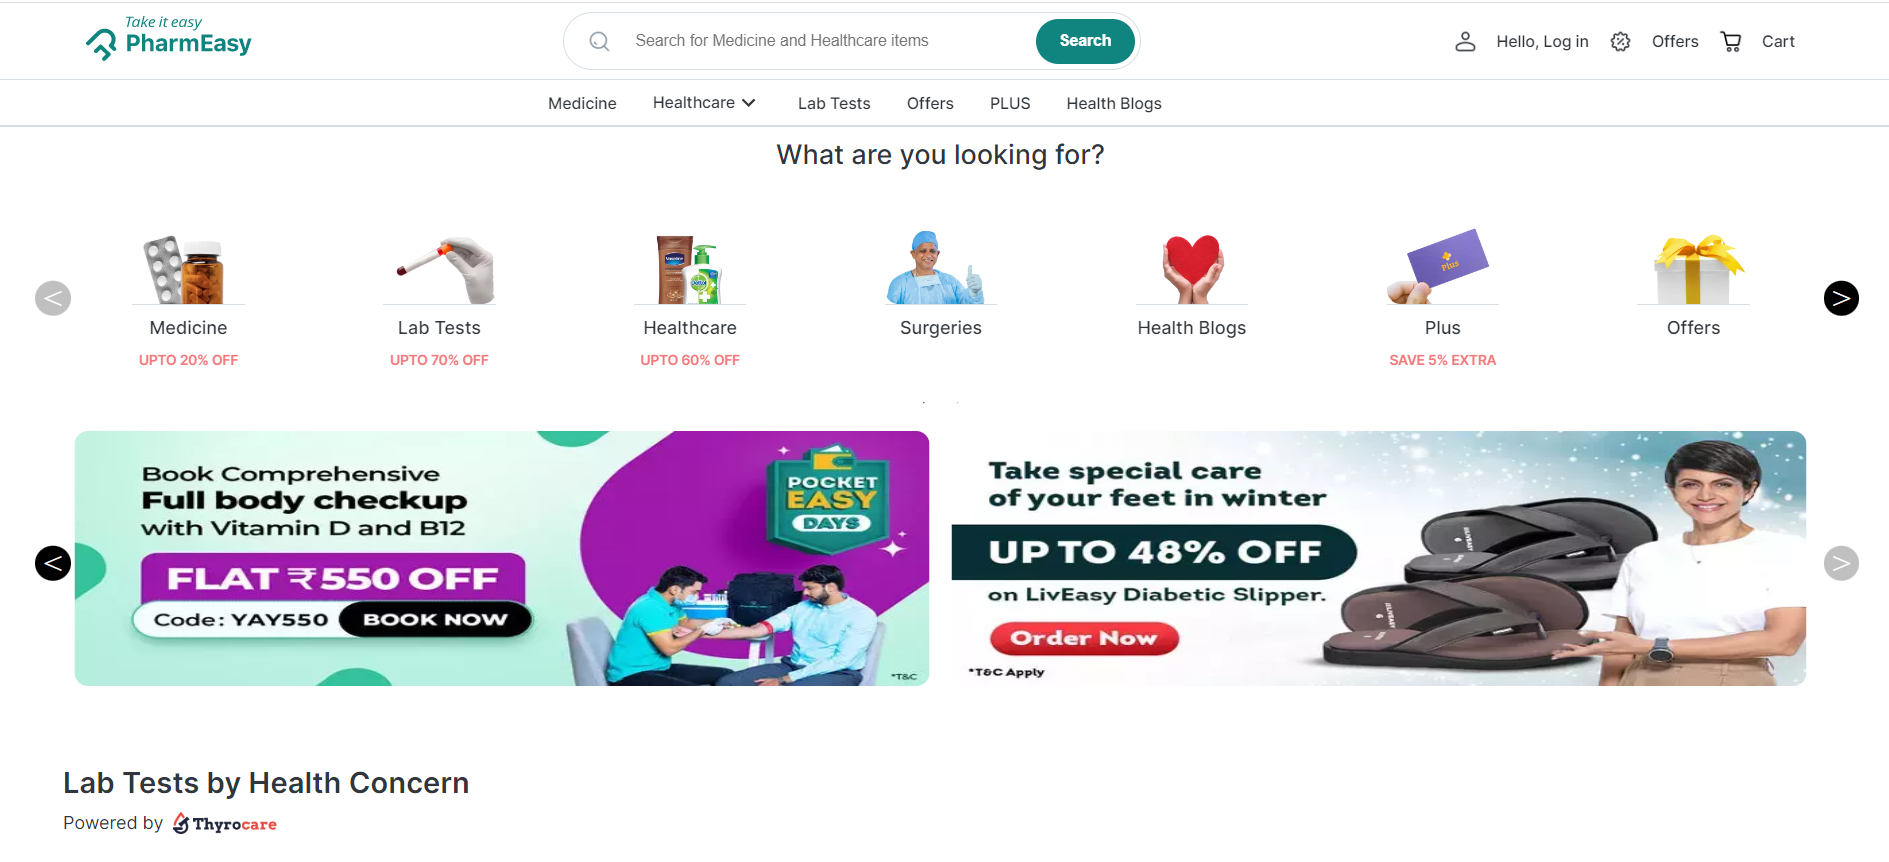 Take it easy
PharmEasy
Search for Medicine and Healthcare items
Search
Hello, Log in
Offers
Cart
Medicine
Healthcare
Lab Tests
Offers
PLUS
Health Blogs
What are you looking for?
Vaseline
Dettol
Plus
<
Medicine
Lab Tests
Healthcare
Surgeries
Health Blogs
Plus
Offers
>
UPTO 20% OFF
UPTO 70% OFF
UPTO 60% OFF
SAVE 5% EXTRA
<
Book Comprehensive
Full body checkup
with Vitamin D and B12
FLAT ₹550 OFF
Code: YAY550
BOOK NOW
POCKET
EASY
DAYS
*T&C
Take special care
of your feet in winter
UP TO 48% OFF
on LivEasy Diabetic Slipper.
Order Now
*T&C Apply
>
Lab Tests by Health Concern
Powered by Thyrocare